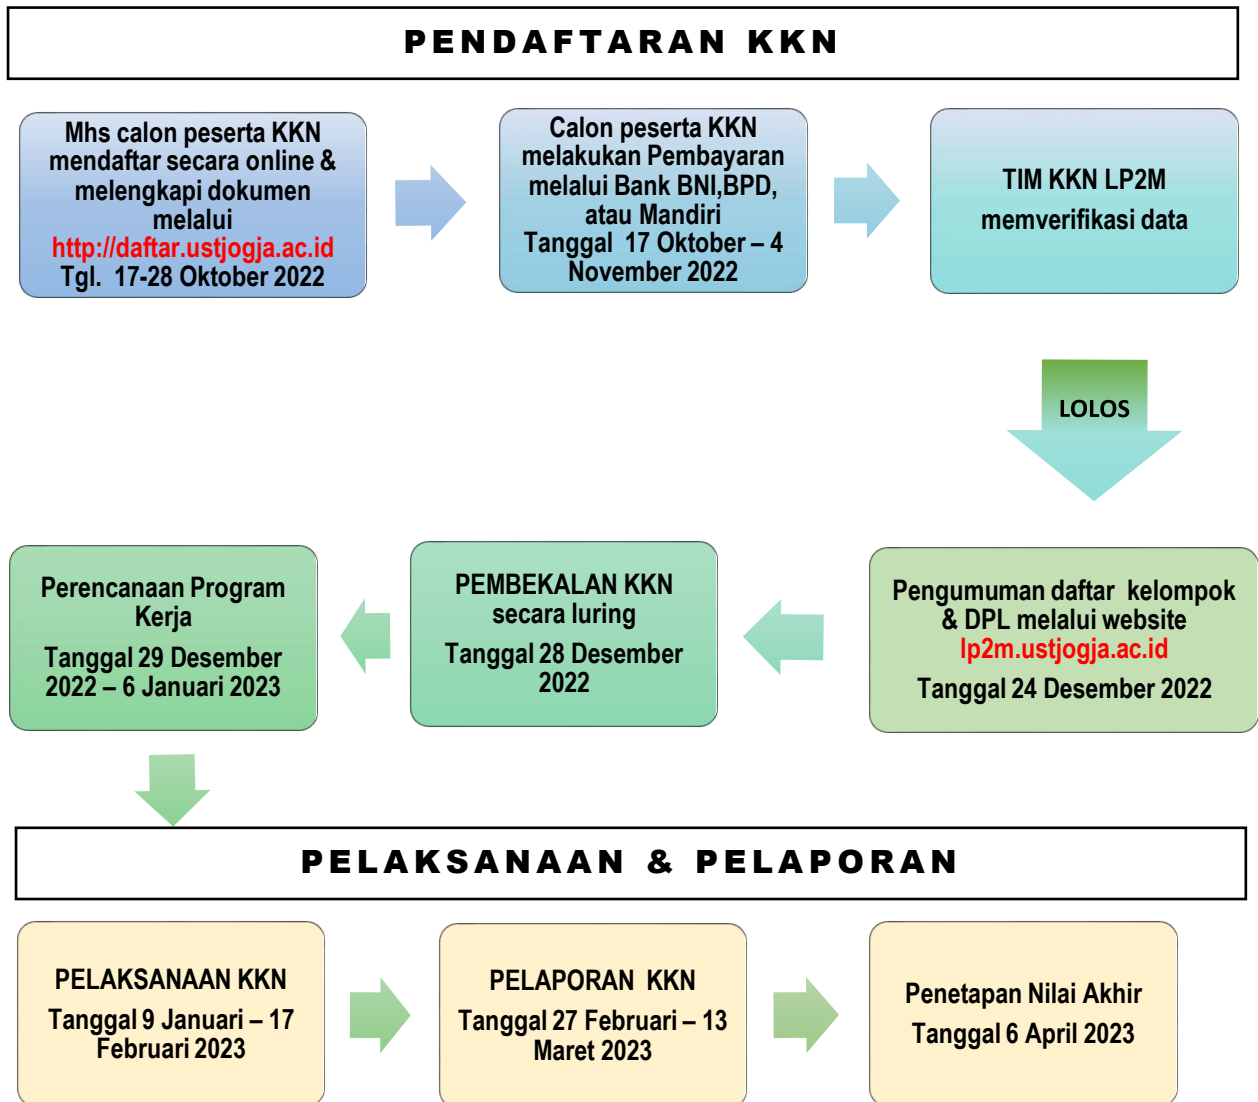 PENDAFTARAN KKN
Mhs calon peserta KKN
mendaftar secara online &
melengkapi dokumen
melalui
http://daftar.ustjogja.ac.id
Tgl. 17-28 Oktober 2022
Calon peserta KKN
melakukan Pembayaran
melalui Bank BNI,BPD,
atau Mandiri
Tanggal 17 Oktober – 4
November 2022
TIM KKN LP2M
memverifikasi data
LOLOS
Pengumuman daftar kelompok
& DPL melalui website
lp2m.ustjogja.ac.id
Tanggal 24 Desember 2022
PEMBEKALAN KKN
secara luring
Tanggal 28 Desember
2022
Perencanaan Program
Kerja
Tanggal 29 Desember
2022 – 6 Januari 2023
PELAKSANAAN & PELAPORAN
PELAKSANAAN KKN
Tanggal 9 Januari – 17
Februari 2023
PELAPORAN KKN
Tanggal 27 Februari – 13
Maret 2023
Penetapan Nilai Akhir
Tanggal 6 April 2023